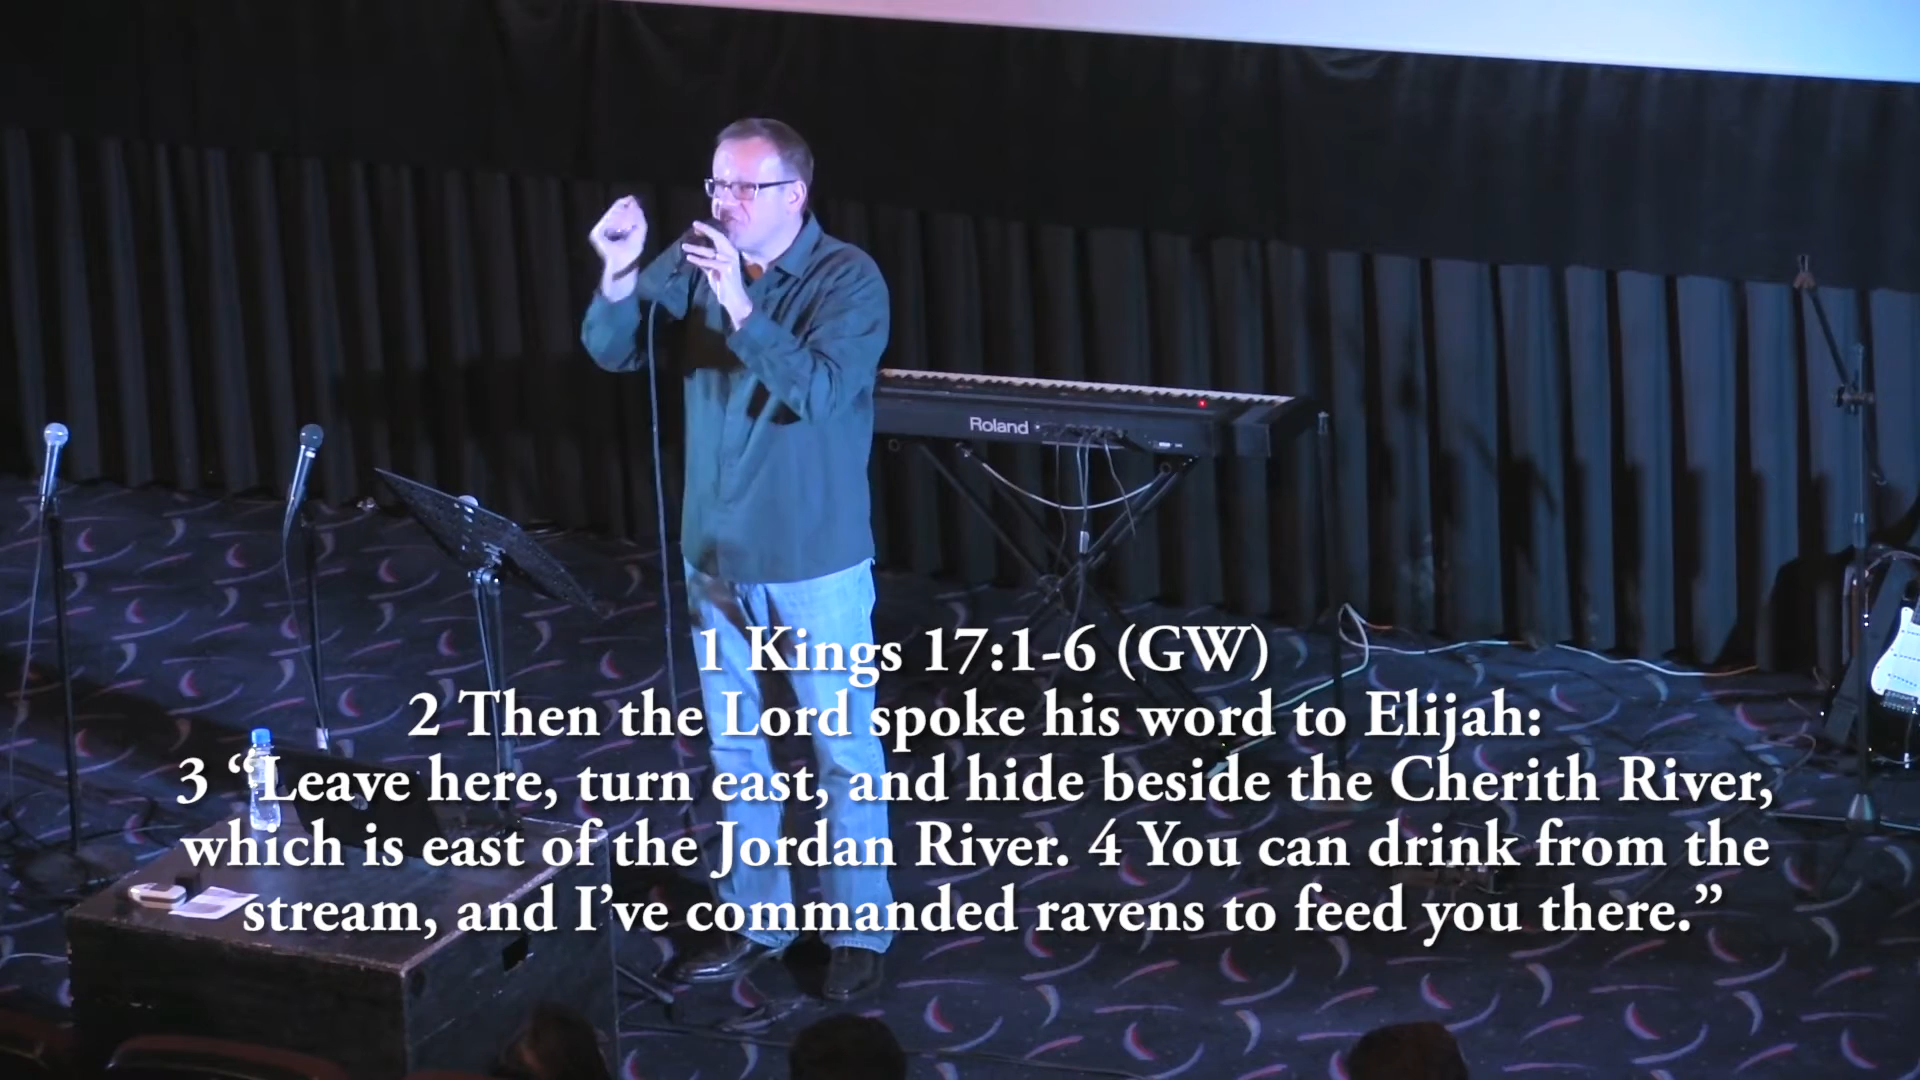 Roland
1 Kings 17:1-6 (GW)
2 Then the Lord spoke his word to Elijah:
3 “Leave here, turn east, and hide beside the Cherith River,
which is east of the Jordan River. 4 You can drink from the
stream, and I’ve commanded ravens to feed you there.”